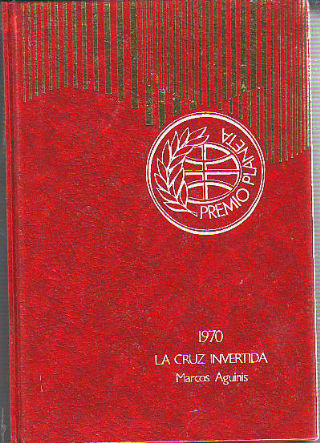 PREMIO PLANETA
1970
LA CRUZ INVERTIDA
Marcos Aguinis